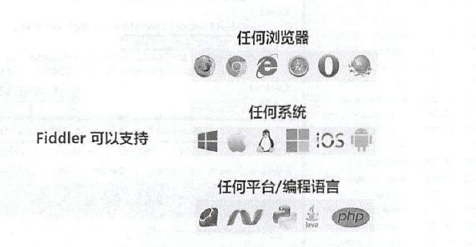 任何浏览器
任何系统
Fiddler 可以支持
iOS
任何平台/编程语言
java
php